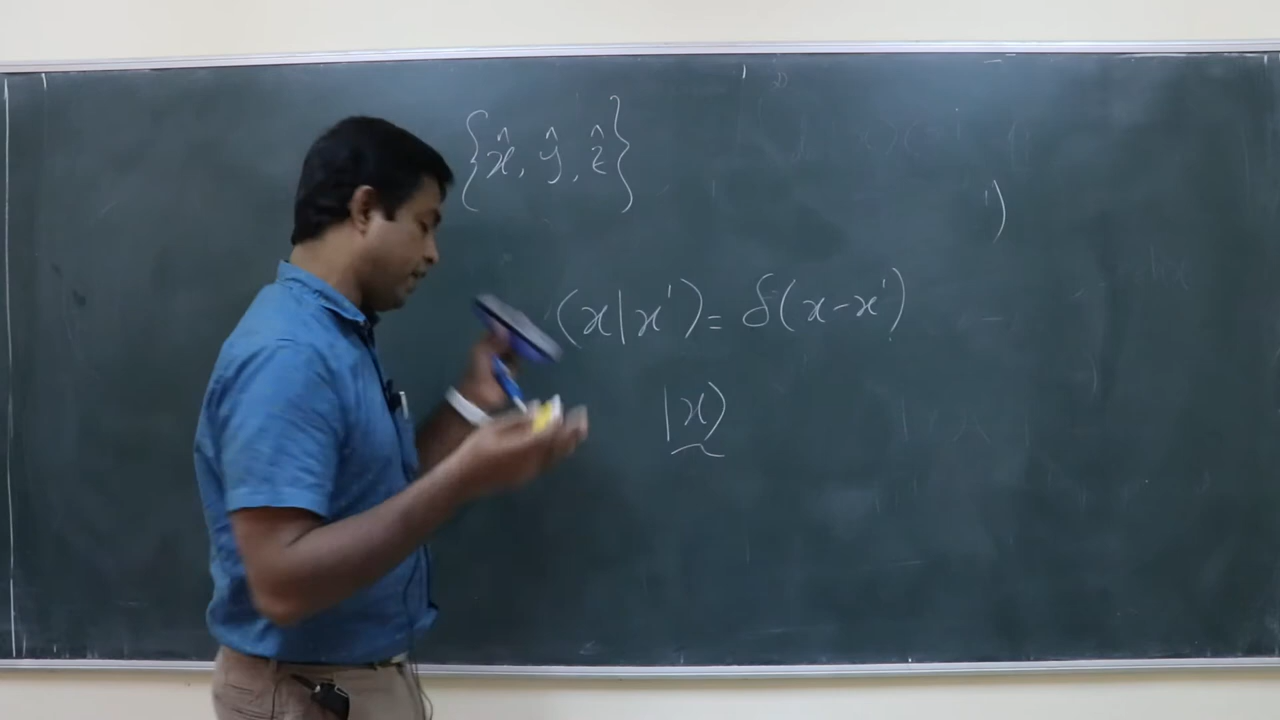 {x̂, ŷ, ẑ}
(x|x') = δ(x-x')
|x)